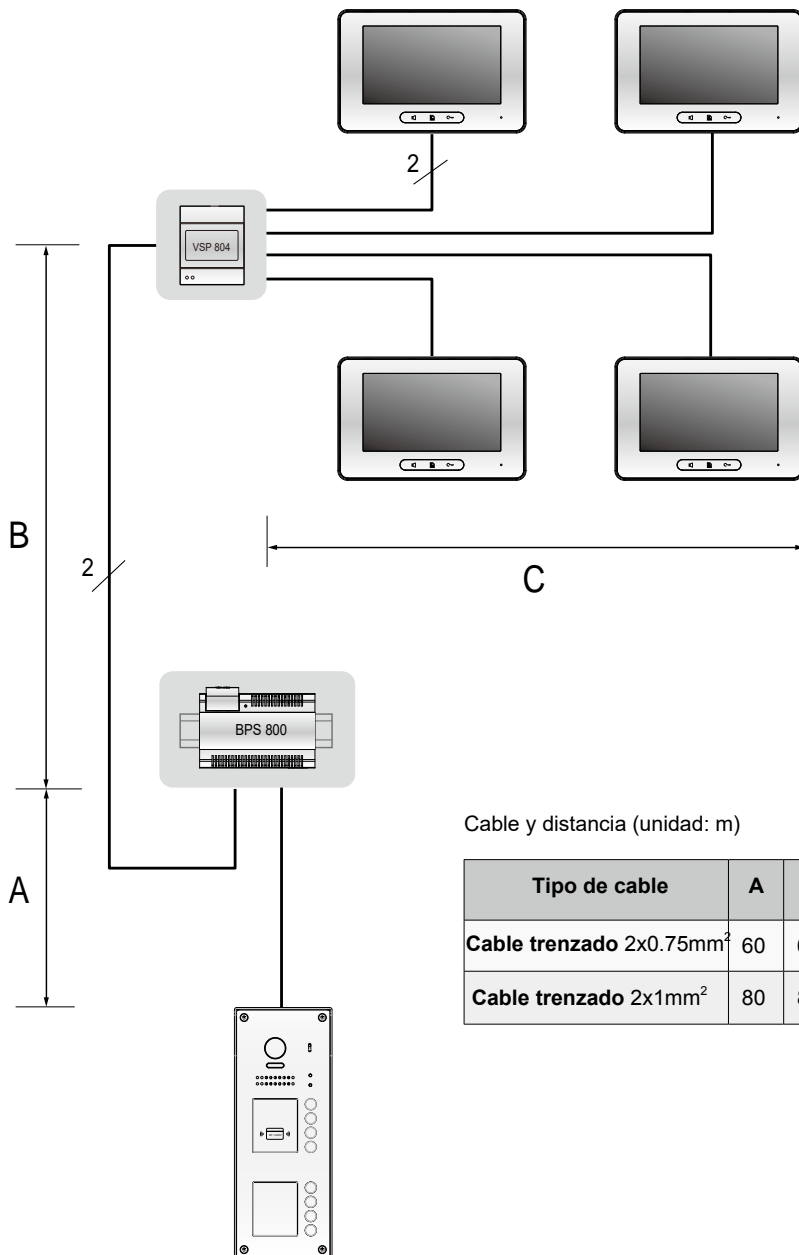 2
VSP 804
B
2
C
BPS 800
A
Cable y distancia (unidad: m)
Tipo de cable A
Cable trenzado 2x0.75mm² 60
Cable trenzado 2x1mm² 80